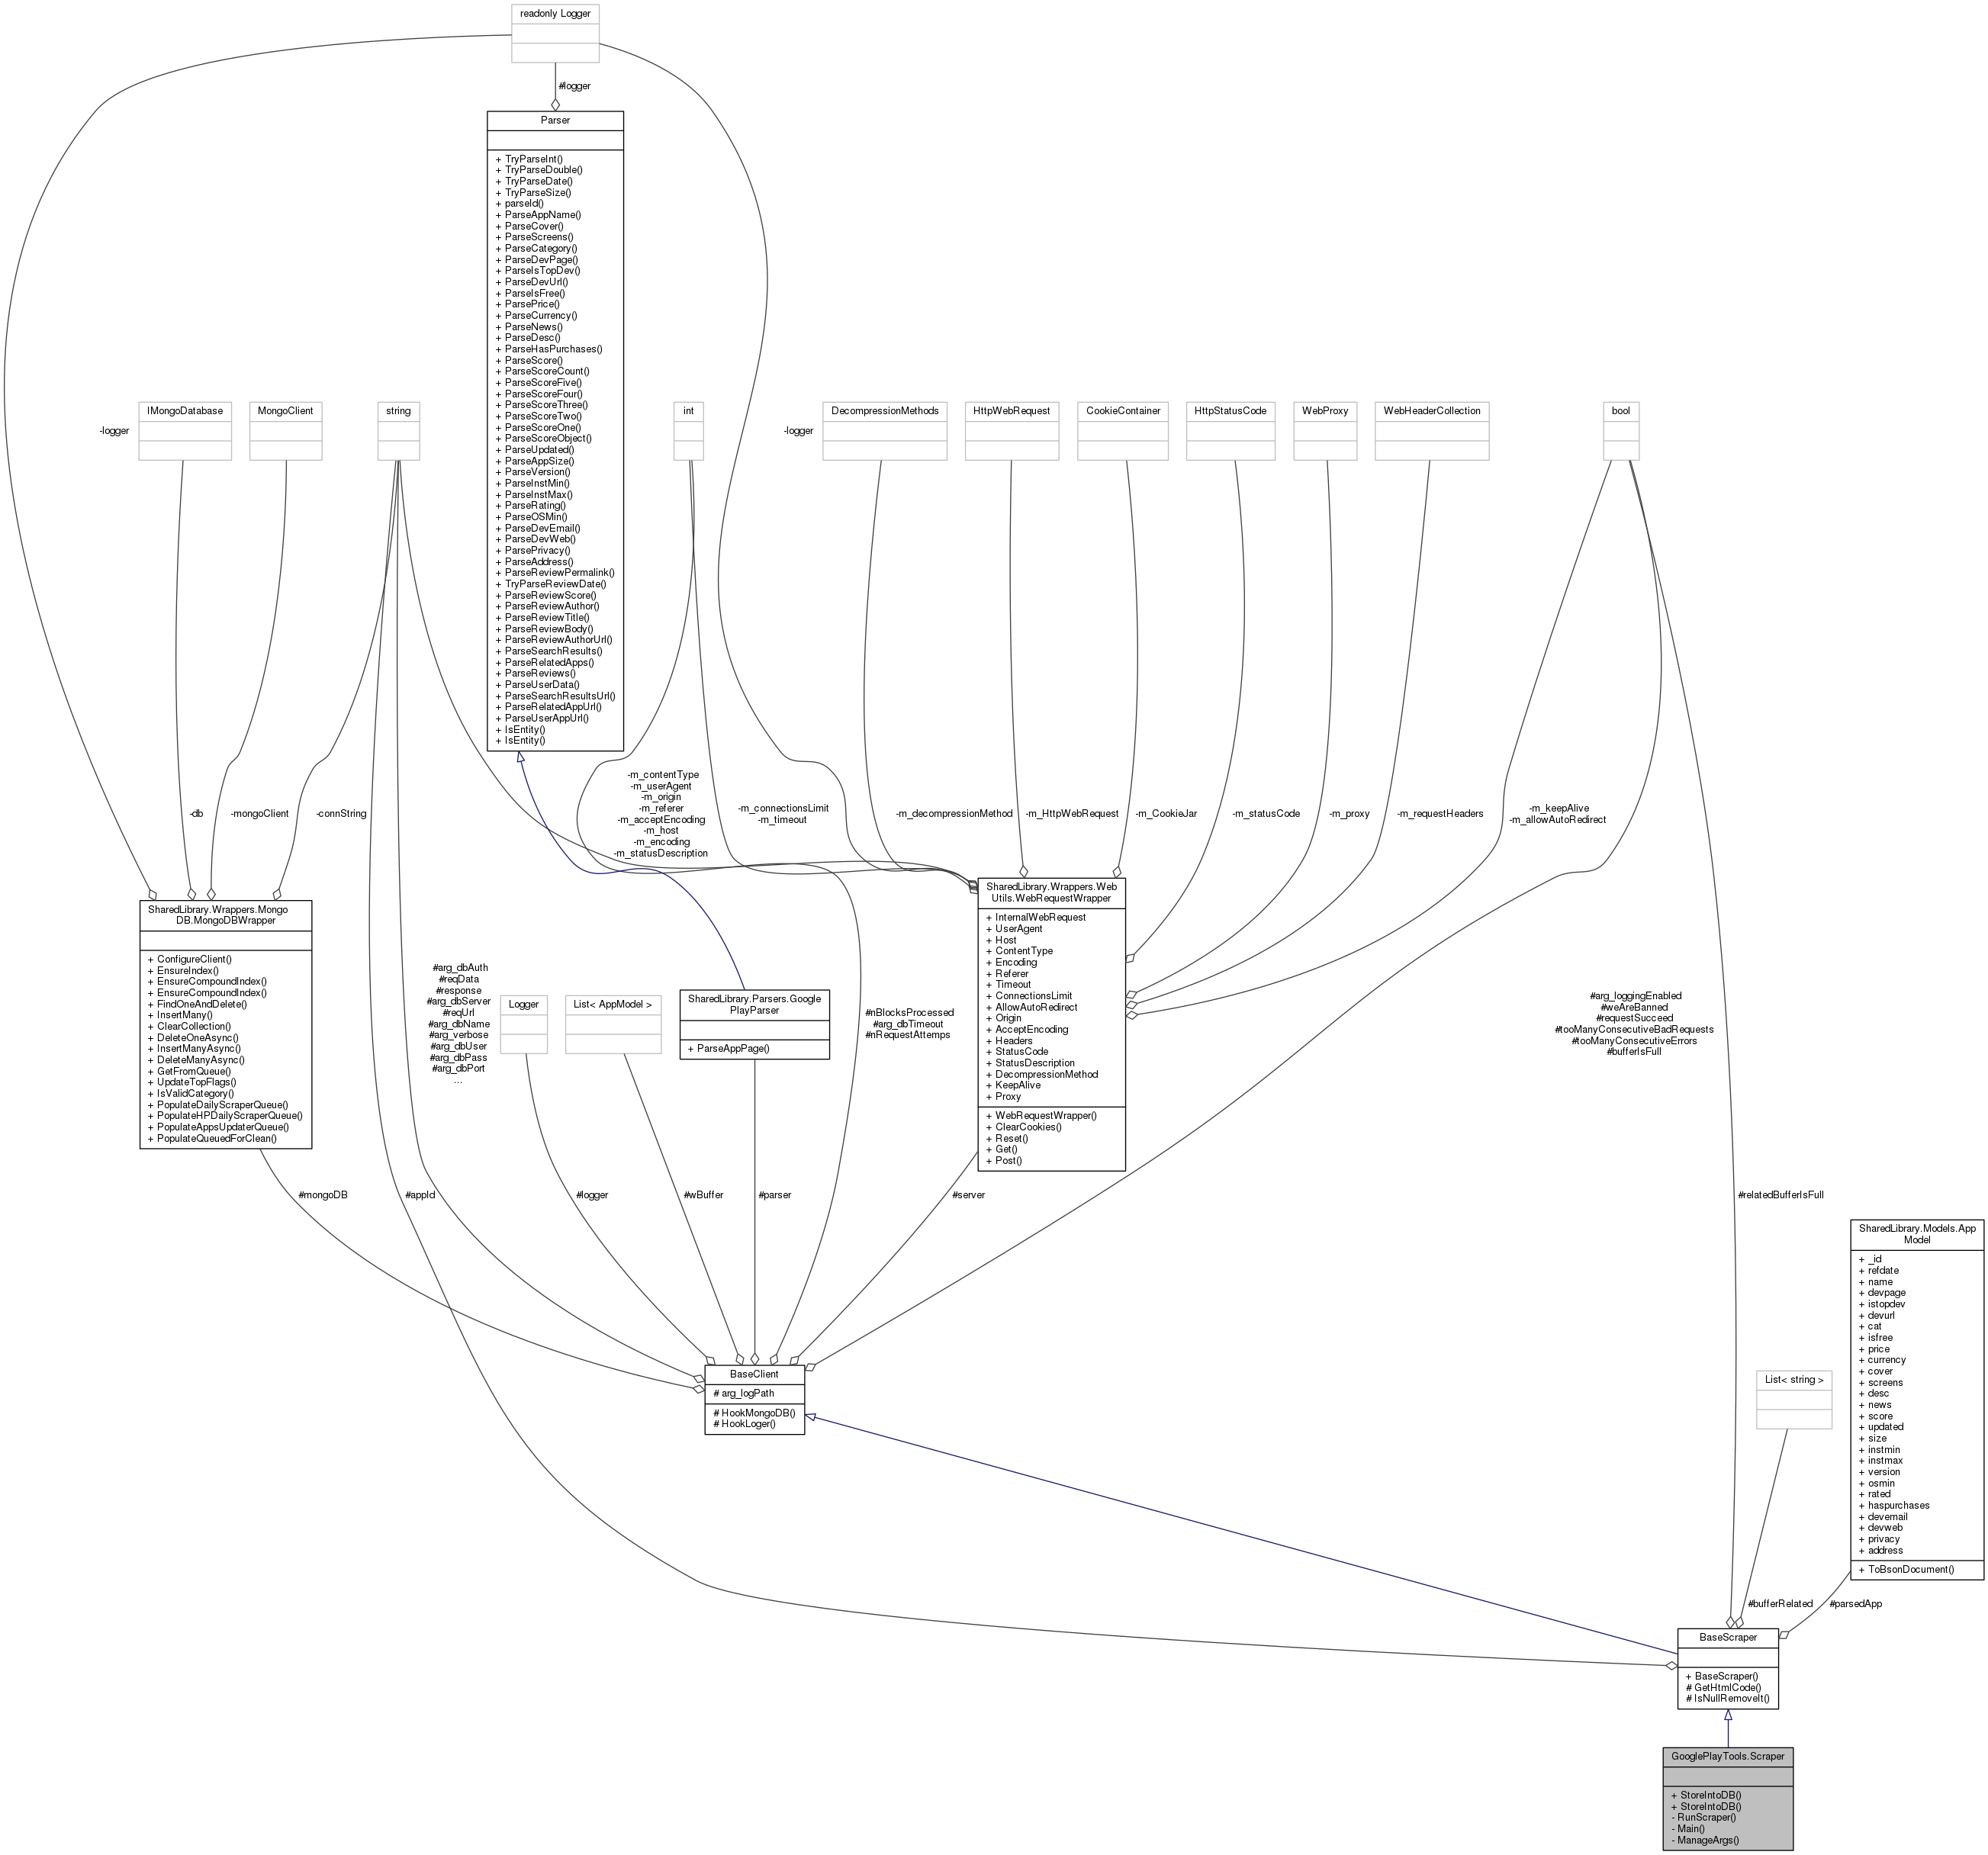 readonly Logger
#logger
Parser
+ TryParseInt()
+ TryParseDouble()
+ TryParseDate()
+ TryParseSize()
+ parseId()
+ ParseAppName()
+ ParseCover()
+ ParseScreens()
+ ParseCategory()
+ ParseDevPage()
+ ParseIsTopDev()
+ ParseDevUrl()
+ ParseIsFree()
+ ParsePrice()
+ ParseCurrency()
+ ParseNews()
+ ParseDesc()
+ ParseHasPurchases()
+ ParseScore()
+ ParseScoreCount()
+ ParseScoreFive()
+ ParseScoreFour()
+ ParseScoreThree()
+ ParseScoreTwo()
+ ParseScoreOne()
+ ParseScoreObject()
+ ParseUpdated()
+ ParseAppSize()
+ ParseVersion()
+ ParseInstMin()
+ ParseInstMax()
+ ParseRating()
+ ParseOSMin()
+ ParseDevEmail()
+ ParseDevWeb()
+ ParsePrivacy()
+ ParseAddress()
+ ParseReviewPermalink()
+ TryParseReviewDate()
+ ParseReviewScore()
+ ParseReviewAuthor()
+ ParseReviewTitle()
+ ParseReviewBody()
+ ParseReviewAuthorUrl()
+ ParseSearchResults()
+ ParseRelatedApps()
+ ParseReviews()
+ ParseUserData()
+ ParseSearchResultsUrl()
+ ParseRelatedAppUrl()
+ ParseUserAppUrl()
+ IsEntity()
+ IsEntity()
-logger
IMongoDatabase
MongoClient
string
int
-logger
DecompressionMethods
HttpWebRequest
CookieContainer
HttpStatusCode
WebProxy
WebHeaderCollection
bool
-db
-mongoClient
-connString
-m_contentType
-m_userAgent
-m_origin
-m_referer
-m_acceptEncoding
-m_host
-m_encoding
-m_statusDescription
-m_connectionsLimit
-m_timeout
-m_decompressionMethod
-m_HttpWebRequest
-m_CookieJar
-m_statusCode
-m_proxy
-m_requestHeaders
-m_keepAlive
-m_allowAutoRedirect
SharedLibrary.Wrappers.Mongo
DB.MongoDBWrapper
+ ConfigureClient()
+ EnsureIndex()
+ EnsureCompoundIndex()
+ EnsureCompoundIndex()
+ FindOneAndDelete()
+ InsertMany()
+ ClearCollection()
+ DeleteOneAsync()
+ InsertManyAsync()
+ DeleteManyAsync()
+ GetFromQueue()
+ UpdateTopFlags()
+ IsValidCategory()
+ PopulateDailyScraperQueue()
+ PopulateHPDailyScraperQueue()
+ PopulateAppsUpdaterQueue()
+ PopulateQueuedForClean()
#arg_dbAuth
#reqData
#response
#arg_dbServer
#reqUrl
#arg_dbName
#arg_verbose
#arg_dbUser
#arg_dbPass
#arg_dbPort
...
Logger
List< AppModel >
SharedLibrary.Parsers.Google
PlayParser
+ ParseAppPage()
#nBlocksProcessed
#arg_dbTimeout
#nRequestAttemps
SharedLibrary.Wrappers.Web
Utils.WebRequestWrapper
+ InternalWebRequest
+ UserAgent
+ Host
+ ContentType
+ Encoding
+ Referer
+ Timeout
+ ConnectionsLimit
+ AllowAutoRedirect
+ Origin
+ AcceptEncoding
+ Headers
+ StatusCode
+ StatusDescription
+ DecompressionMethod
+ KeepAlive
+ Proxy
+ WebRequestWrapper()
+ ClearCookies()
+ Reset()
+ Get()
+ Post()
#arg_loggingEnabled
#weAreBanned
#requestSucceed
#tooManyConsecutiveBadRequests
#tooManyConsecutiveErrors
#bufferIsFull
#mongoDB
#appId
#logger
#wBuffer
#parser
#server
#relatedBufferIsFull
SharedLibrary.Models.App
Model
+ _id
+ refdate
+ name
+ devpage
+ istopdev
+ devurl
+ cat
+ isfree
+ price
+ currency
+ cover
+ screens
+ desc
+ news
+ score
+ updated
+ size
+ instmin
+ instmax
+ version
+ osmin
+ rated
+ haspurchases
+ devemail
+ devweb
+ privacy
+ address
+ ToBsonDocument()
BaseClient
# arg_logPath
# HookMongoDB()
# HookLoger()
List< string >
#bufferRelated
#parsedApp
BaseScraper
+ BaseScraper()
# GetHtmlCode()
# IsNullRemoveIt()
GooglePlayTools.Scraper
+ StoreIntoDB()
+ StoreIntoDB()
- RunScraper()
- Main()
- ManageArgs()